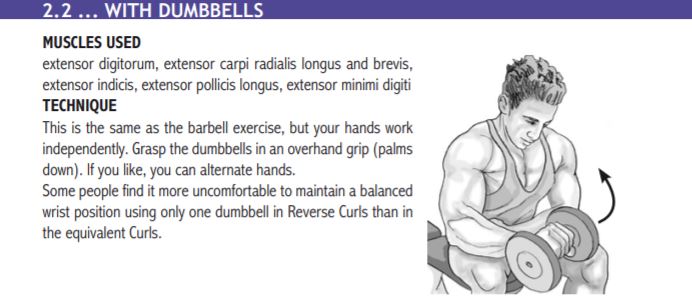 2.2 ... WITH DUMBBELLS
MUSCLES USED
extensor digitorum, extensor carpi radialis longus and brevis,
extensor indicis, extensor pollicis longus, extensor minimi digiti
TECHNIQUE
This is the same as the barbell exercise, but your hands work
independently. Grasp the dumbbells in an overhand grip (palms
down). If you like, you can alternate hands.
Some people find it more uncomfortable to maintain a balanced
wrist position using only one dumbbell in Reverse Curls than in
the equivalent Curls.